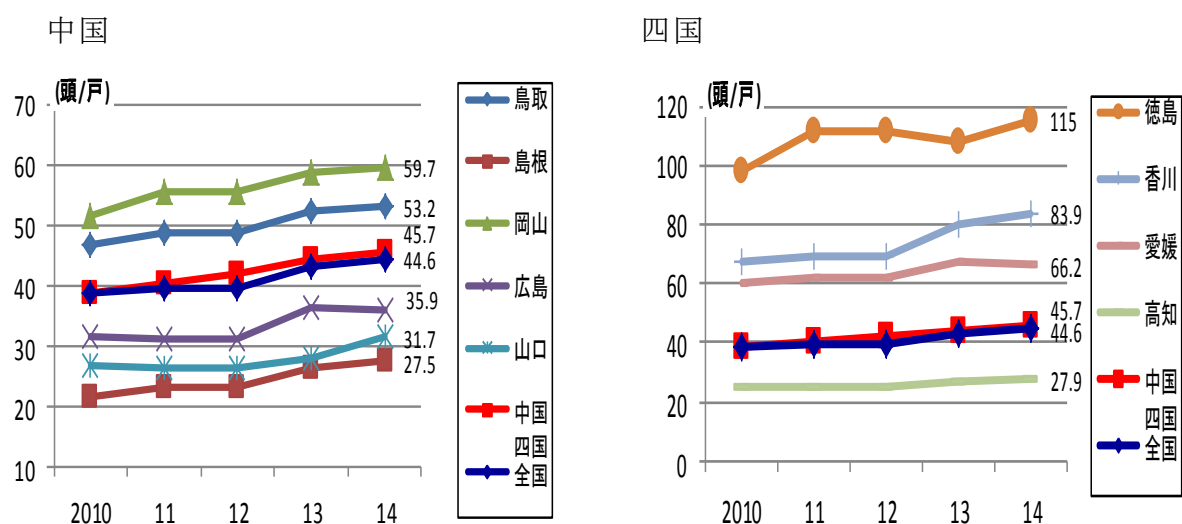 中国
(頭/戸)
70
60
50
40
30
20
10
2010 11 12 13 14
59.7
53.2
45.7
44.6
35.9
31.7
27.5
鳥取
島根
岡山
広島
山口
中国
四国
全国
四国
(頭/戸)
120
100
80
60
40
20
0
2010 11 12 13 14
115
83.9
66.2
45.7
44.6
27.9
徳島
香川
愛媛
高知
中国
四国
全国